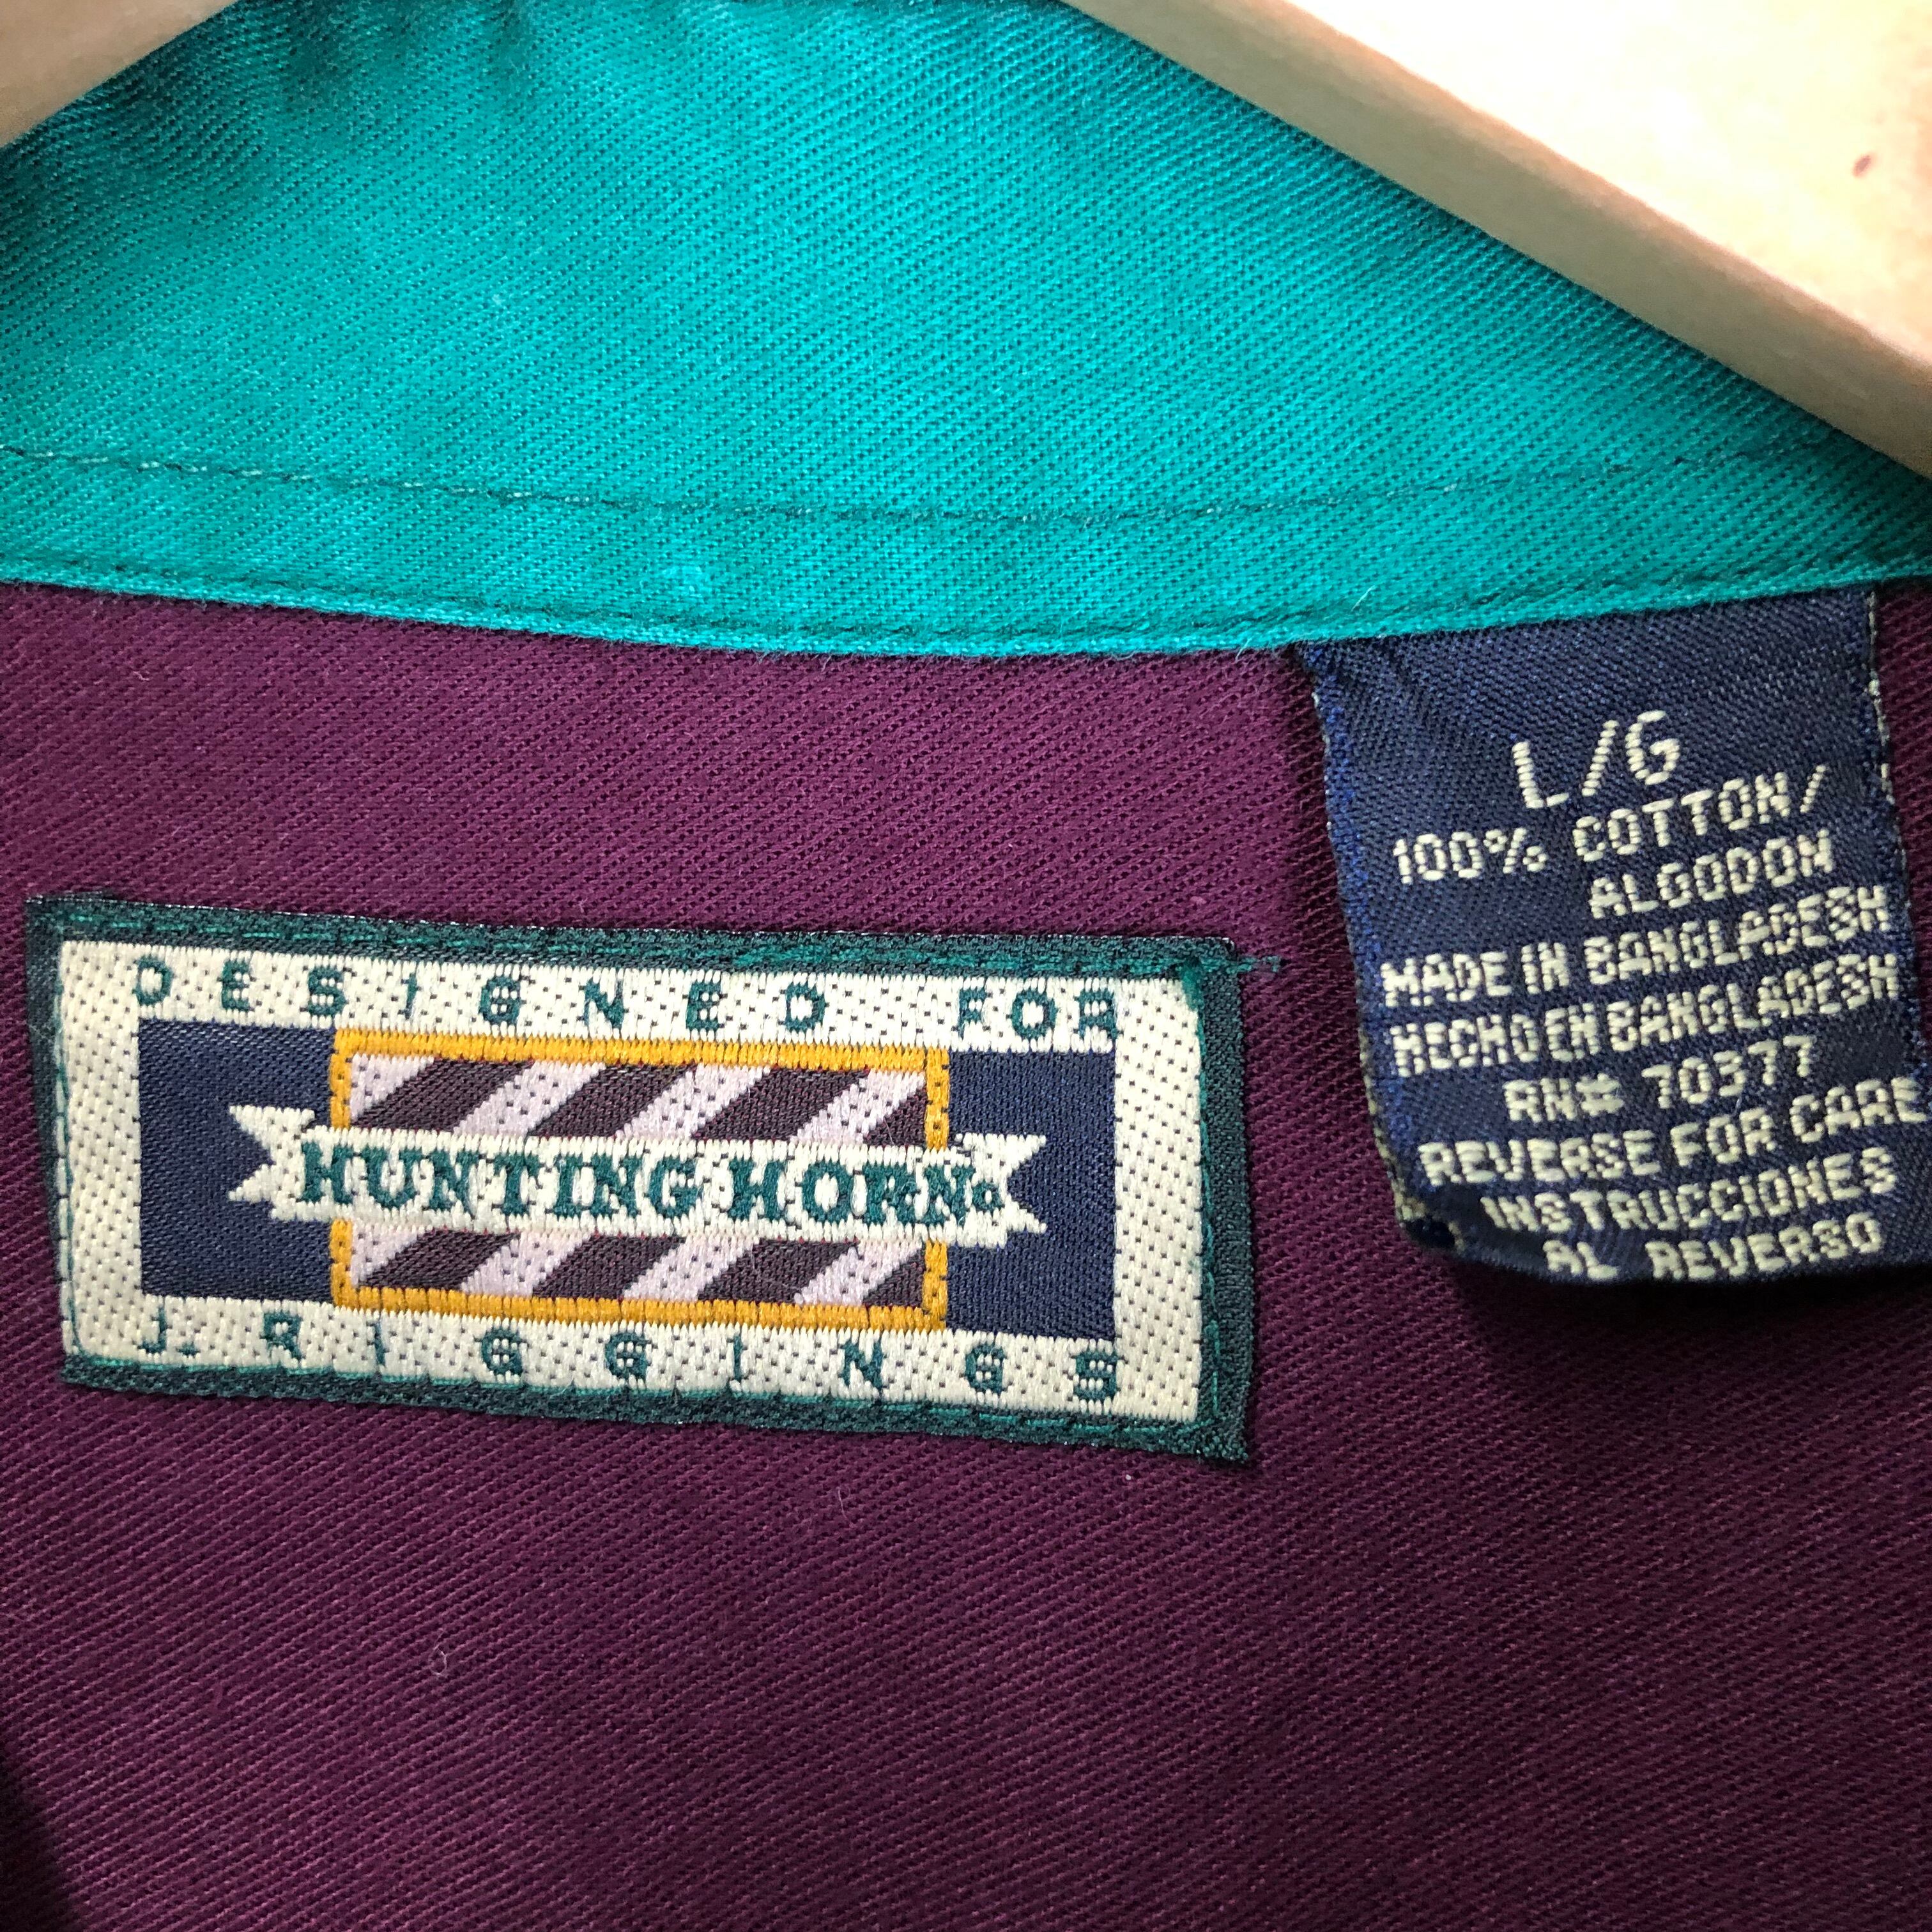 DESIGNED FOR
HUNTING HORN
J. RIGGINGS
L/G
100% COTTON/
ALGODON
MADE IN BANGLADESH
HECHO EN BANGLADESH
RN# 70377
REVERSE FOR CARE
INSTRUCCIONES
AL REVERSO